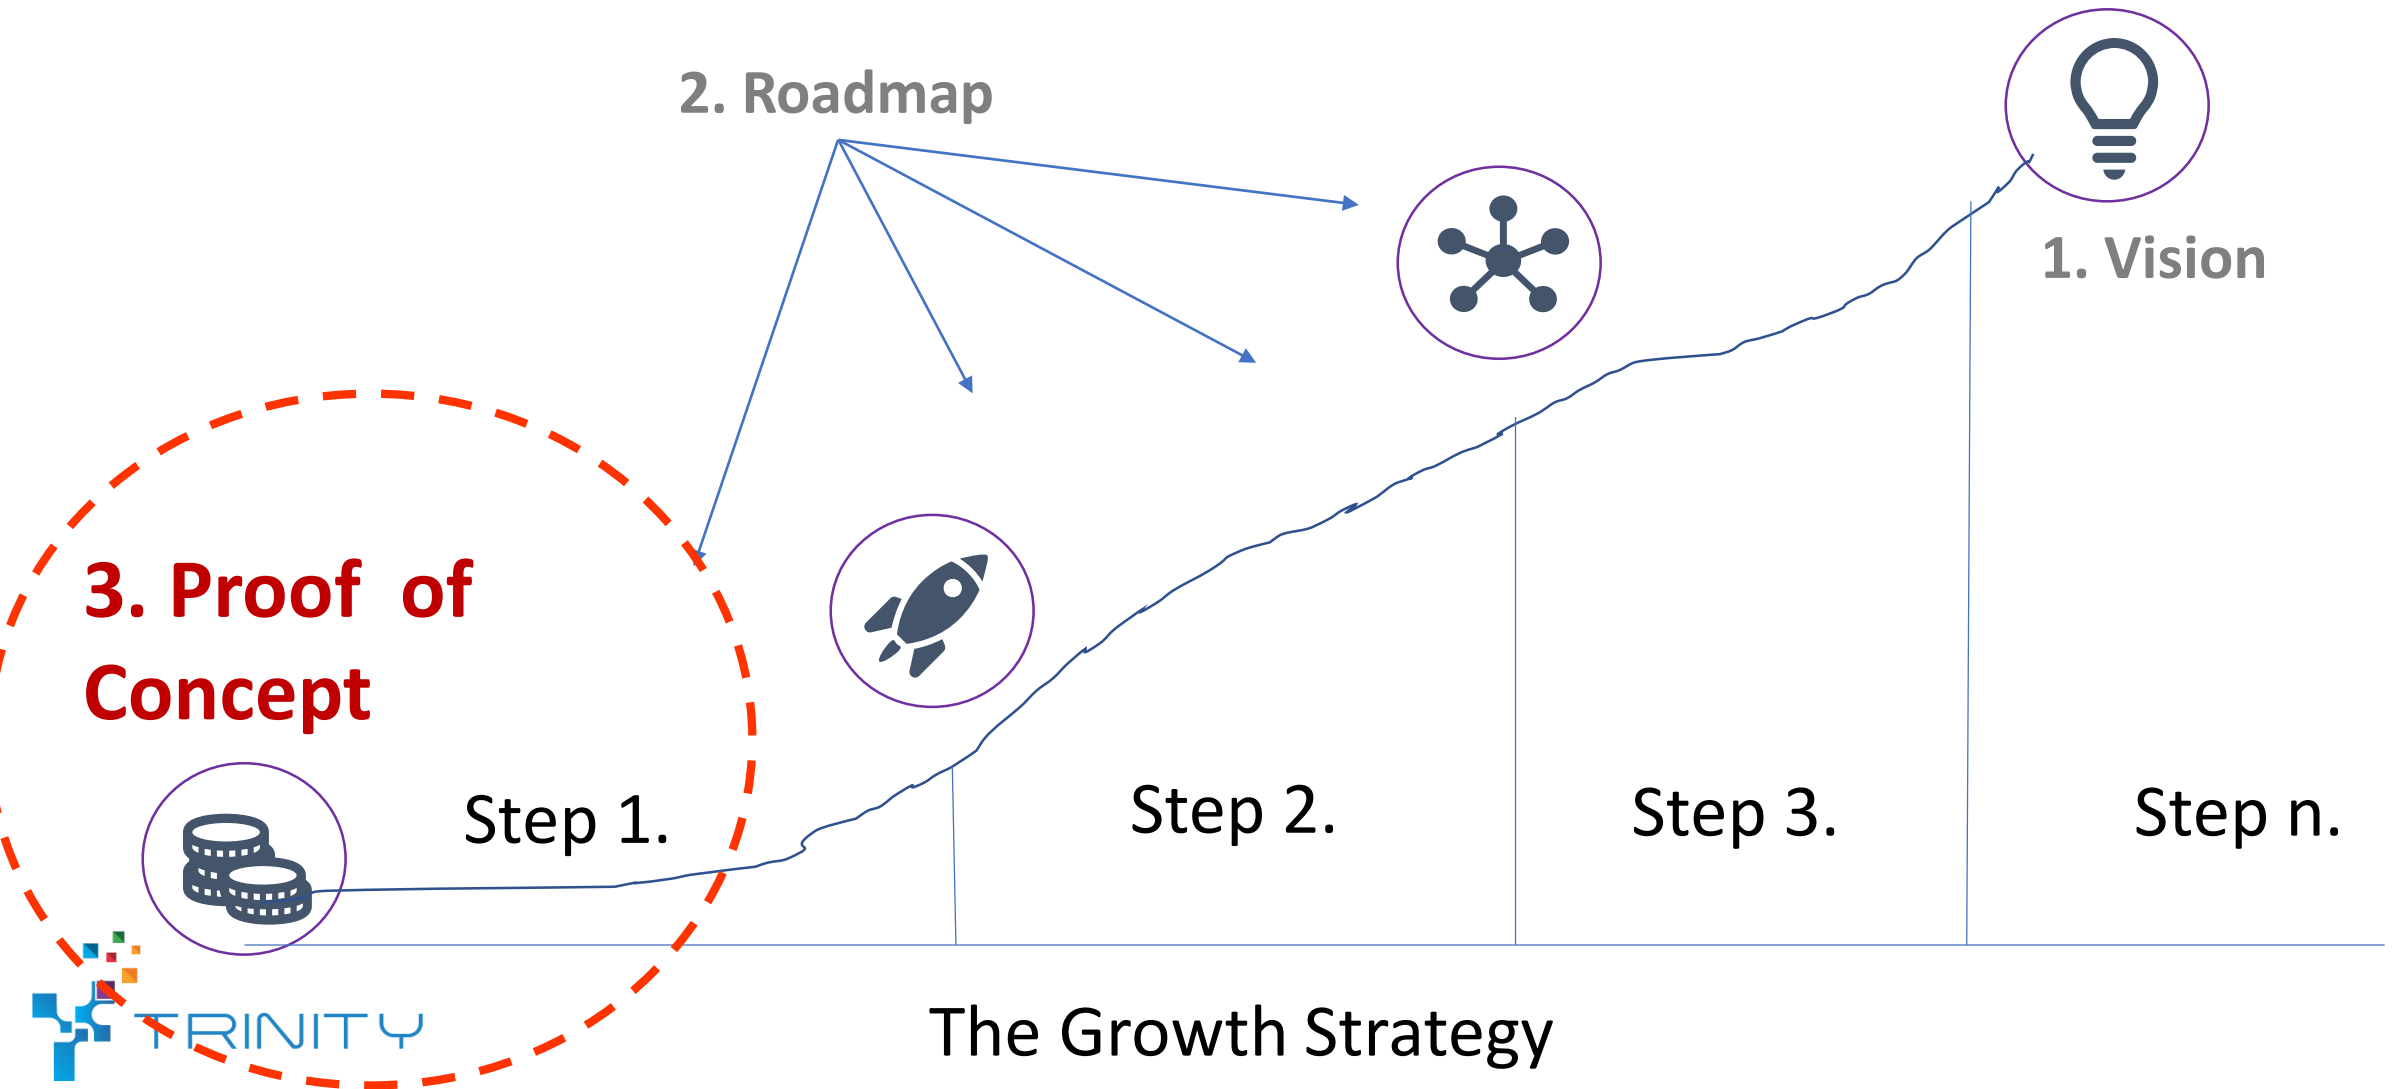 2. Roadmap
1. Vision
3. Proof of
Concept
Step 1.
Step 2.
Step 3.
Step n.
TRINITY
The Growth Strategy